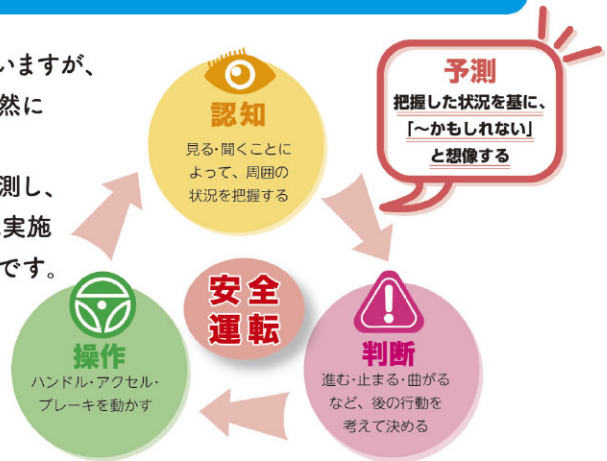 いますが、
然に
測し、
実施
です。
認知
見る・聞くことに
よって、周囲の
状況を把握する
予測
把握した状況を基に、
「～かもしれない」
と想像する
安全
運転
判断
進む・止まる・曲がる
など、後の行動を
考えて決める
操作
ハンドル・アクセル・
ブレーキを動かす